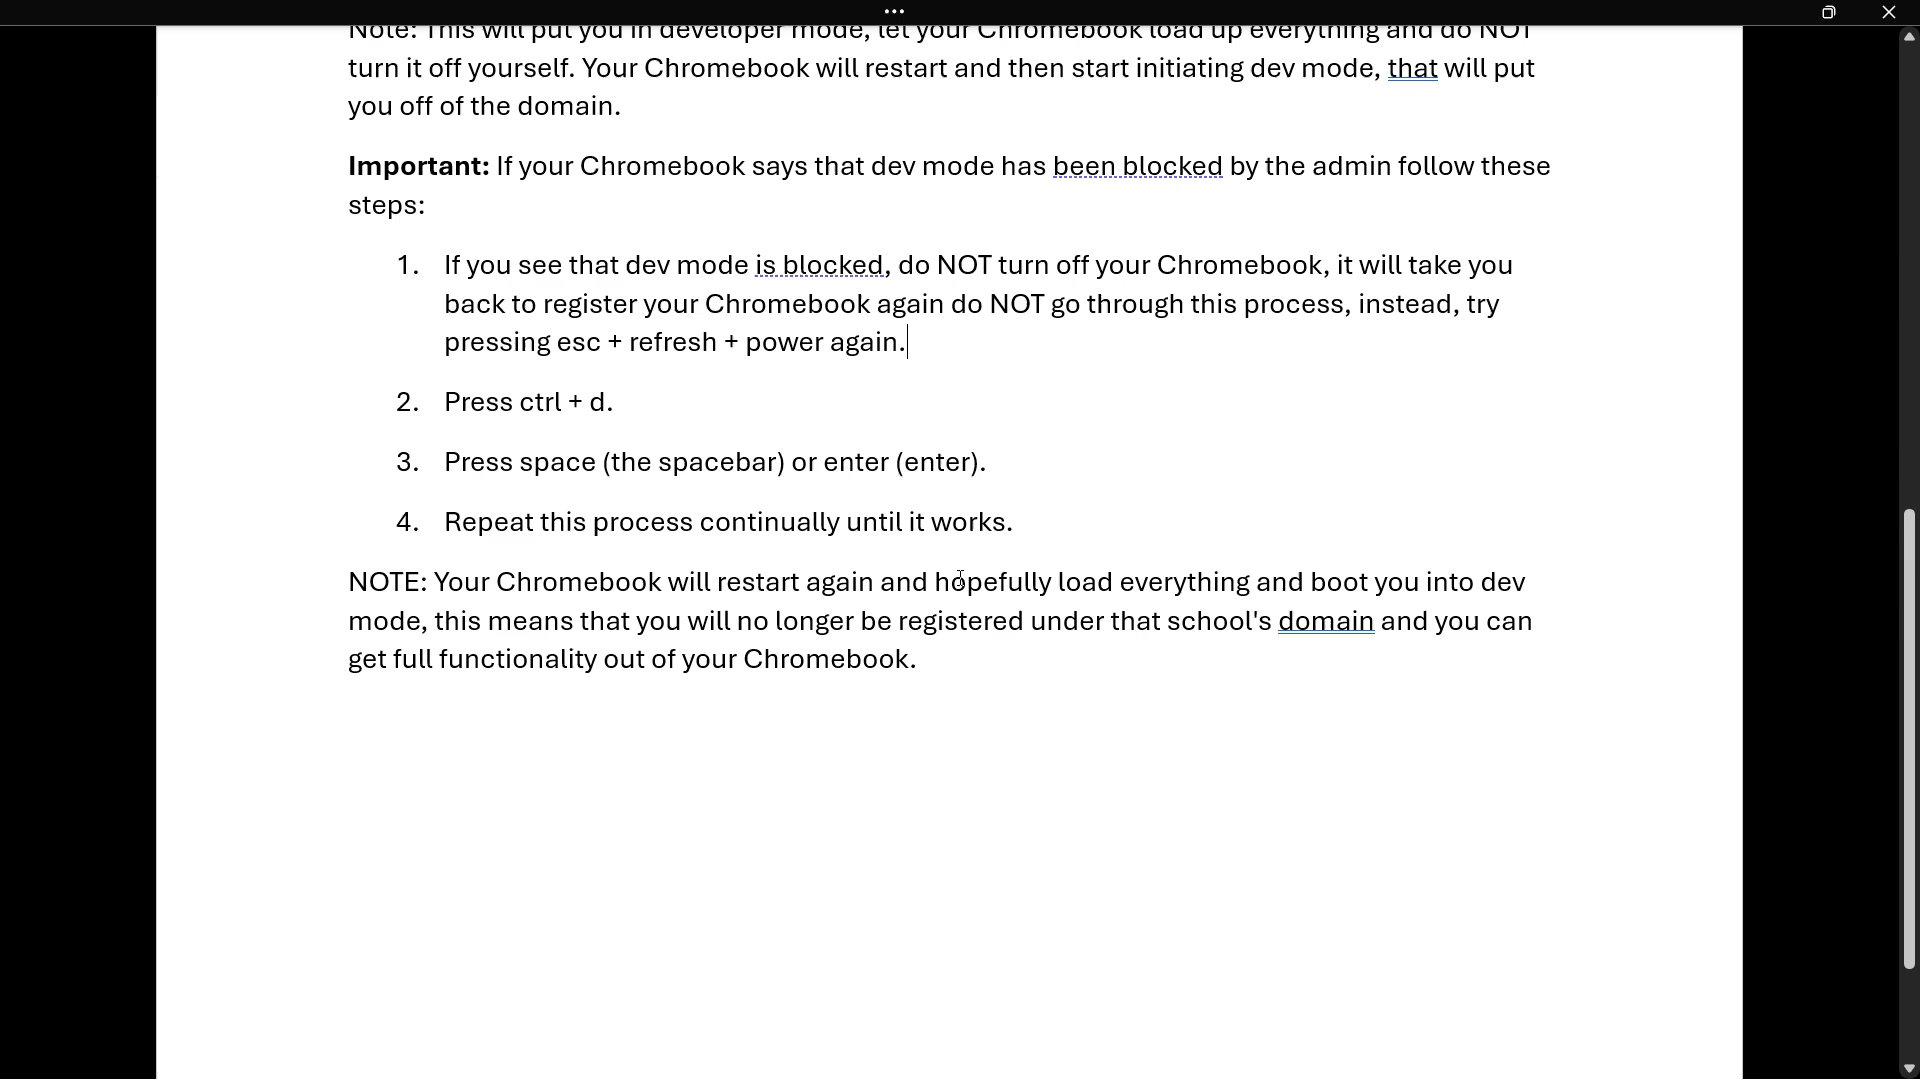 Note: This will put you in developer mode, let your Chromebook load up everything and do NOT
turn it off yourself. Your Chromebook will restart and then start initiating dev mode, that will put
you off of the domain.
Important: If your Chromebook says that dev mode has been blocked by the admin follow these
steps:
1. If you see that dev mode is blocked, do NOT turn off your Chromebook, it will take you
back to register your Chromebook again do NOT go through this process, instead, try
pressing esc + refresh + power again.
2. Press ctrl + d.
3. Press space (the spacebar) or enter (enter).
4. Repeat this process continually until it works.
NOTE: Your Chromebook will restart again and hopefully load everything and boot you into dev
mode, this means that you will no longer be registered under that school's domain and you can
get full functionality out of your Chromebook.